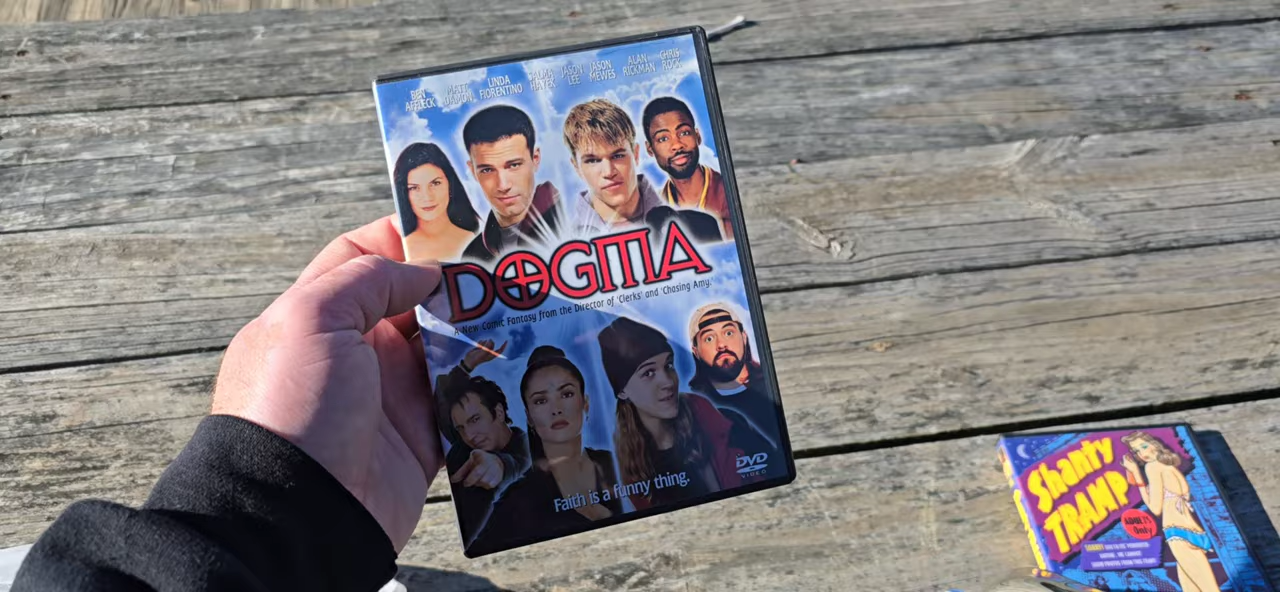 BEN AFFLECK MATT DAMON LINDA FIORENTINO SALMA HAYEK JASON LEE JASON MEWES ALAN RICKMAN CHRIS ROCK
DOGMA
A New Comic Fantasy from the Director of 'Clerks' and 'Chasing Amy.'
Faith is a funny thing.
DVD
VIDEO
Shanty
TRAMP
ADULTS
Only